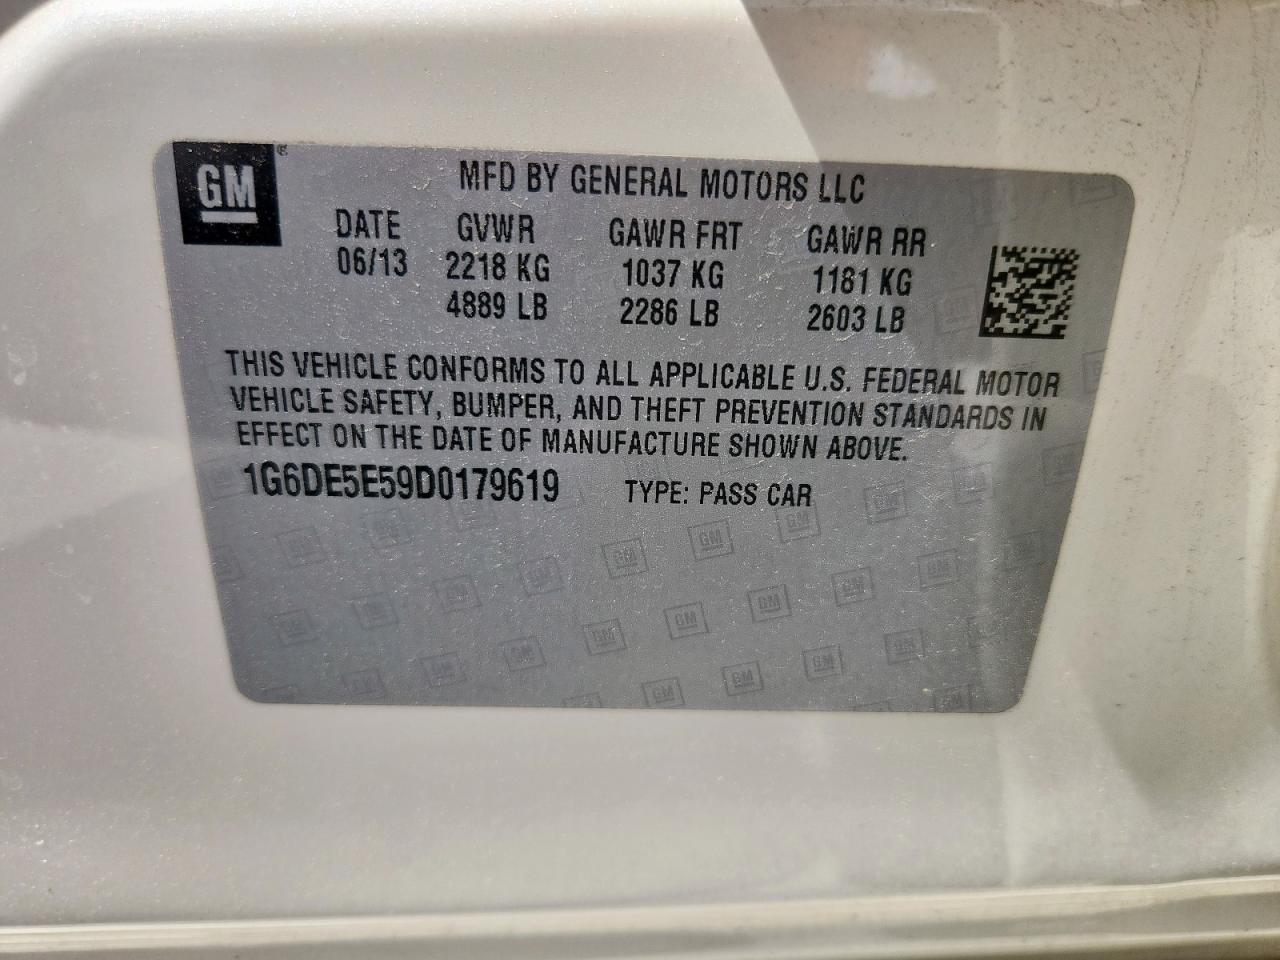 GM
MFD BY GENERAL MOTORS LLC
DATE GVWR GAWR FRT GAWR RR
06/13 2218 KG 1037 KG 1181 KG
4889 LB 2286 LB 2603 LB
THIS VEHICLE CONFORMS TO ALL APPLICABLE U.S. FEDERAL MOTOR
VEHICLE SAFETY, BUMPER, AND THEFT PREVENTION STANDARDS IN
EFFECT ON THE DATE OF MANUFACTURE SHOWN ABOVE.
1G6DE5E59D0179619 TYPE: PASS CAR